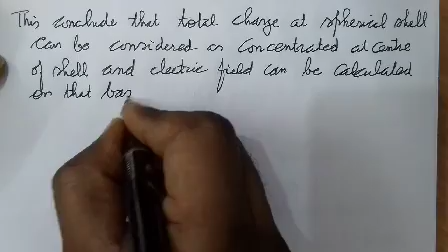 This conclude that total charge at spherical shell
can be considered as concentrated at centre
of shell and electric field can be calculated
on that bas